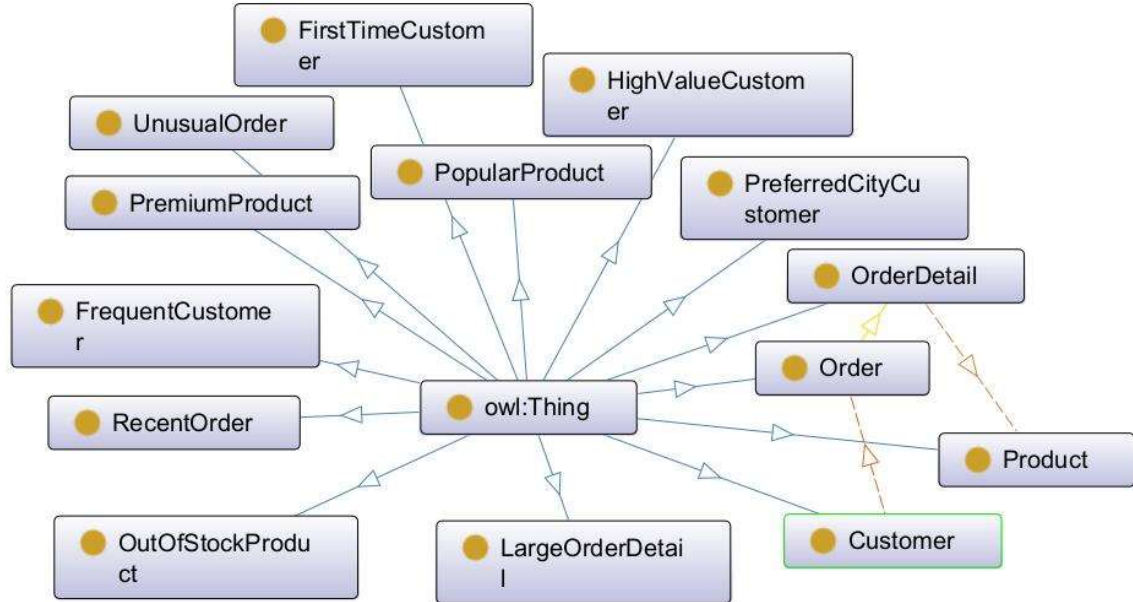 FirstTimeCustom
er
HighValueCustom
er
UnusualOrder
PopularProduct
PreferredCityCu
stomer
PremiumProduct
OrderDetail
FrequentCustome
r
Order
owl:Thing
RecentOrder
Product
OutOfStockProdu
ct
LargeOrderDetai
l
Customer